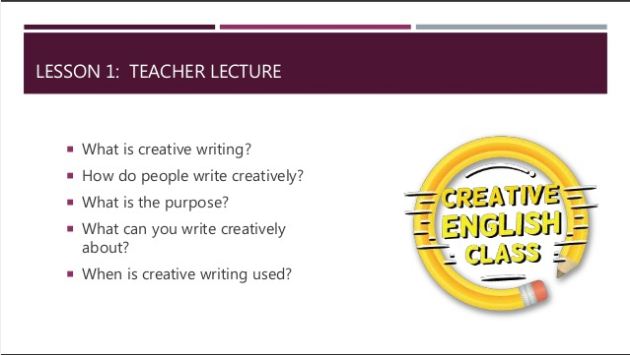 LESSON 1: TEACHER LECTURE
What is creative writing?
How do people write creatively?
What is the purpose?
What can you write creatively
about?
When is creative writing used?
CREATIVE
ENGLISH
CLASS